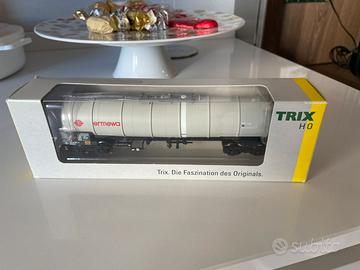 TRIX
H0
ermewa
Trix. Die Faszination des Originals.
subito